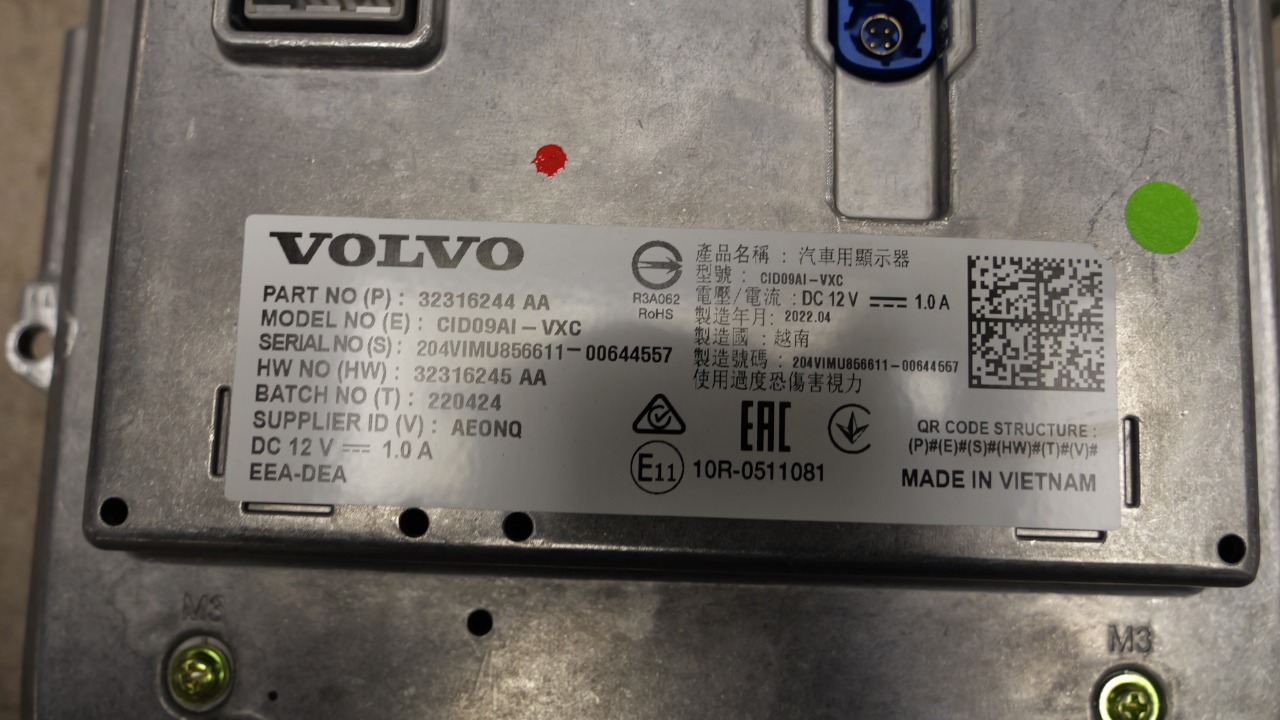 VOLVO
PART NO (P) : 32316244 AA
MODEL NO (E) : CID09AI-VXC
SERIAL NO (S) : 204VIMU856611-00644557
HW NO (HW) : 32316245 AA
BATCH NO (T) : 220424
SUPPLIER ID (V) : AEONQ
DC 12 V 1.0 A
EEA-DEA
R3A062
RoHS
產品名稱 : 汽車用顯示器
型號 : CID09AI-VXC
電壓/電流 : DC 12 V 1.0 A
製造年月: 2022.04
製造國 : 越南
製造號碼 : 204VIMU856611-00644557
使用過度恐傷害視力
EAC
E11 10R-0511081
QR CODE STRUCTURE :
(P)#(E)#(S)#(HW)#(T)#(V)#
MADE IN VIETNAM
M3
M3